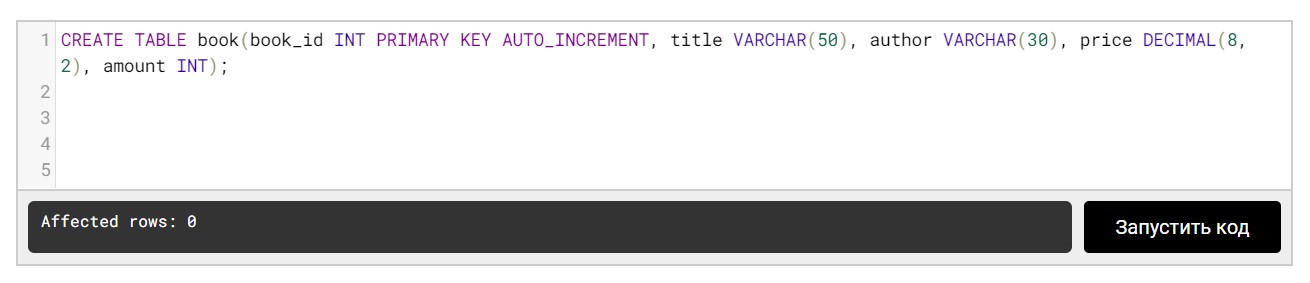 1 CREATE TABLE book(book_id INT PRIMARY KEY AUTO_INCREMENT, title VARCHAR(50), author VARCHAR(30), price DECIMAL(8,
2), amount INT);
2
3
4
5
Affected rows: 0
Запустить код